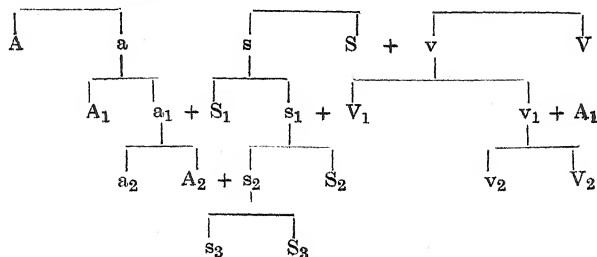 A a s S + v V
A₁ a₁ + S₁ s₁ + V₁ v₁ + A₁
a₂ A₂ + s₂ S₂ v₂ V₂
s₃ S₃